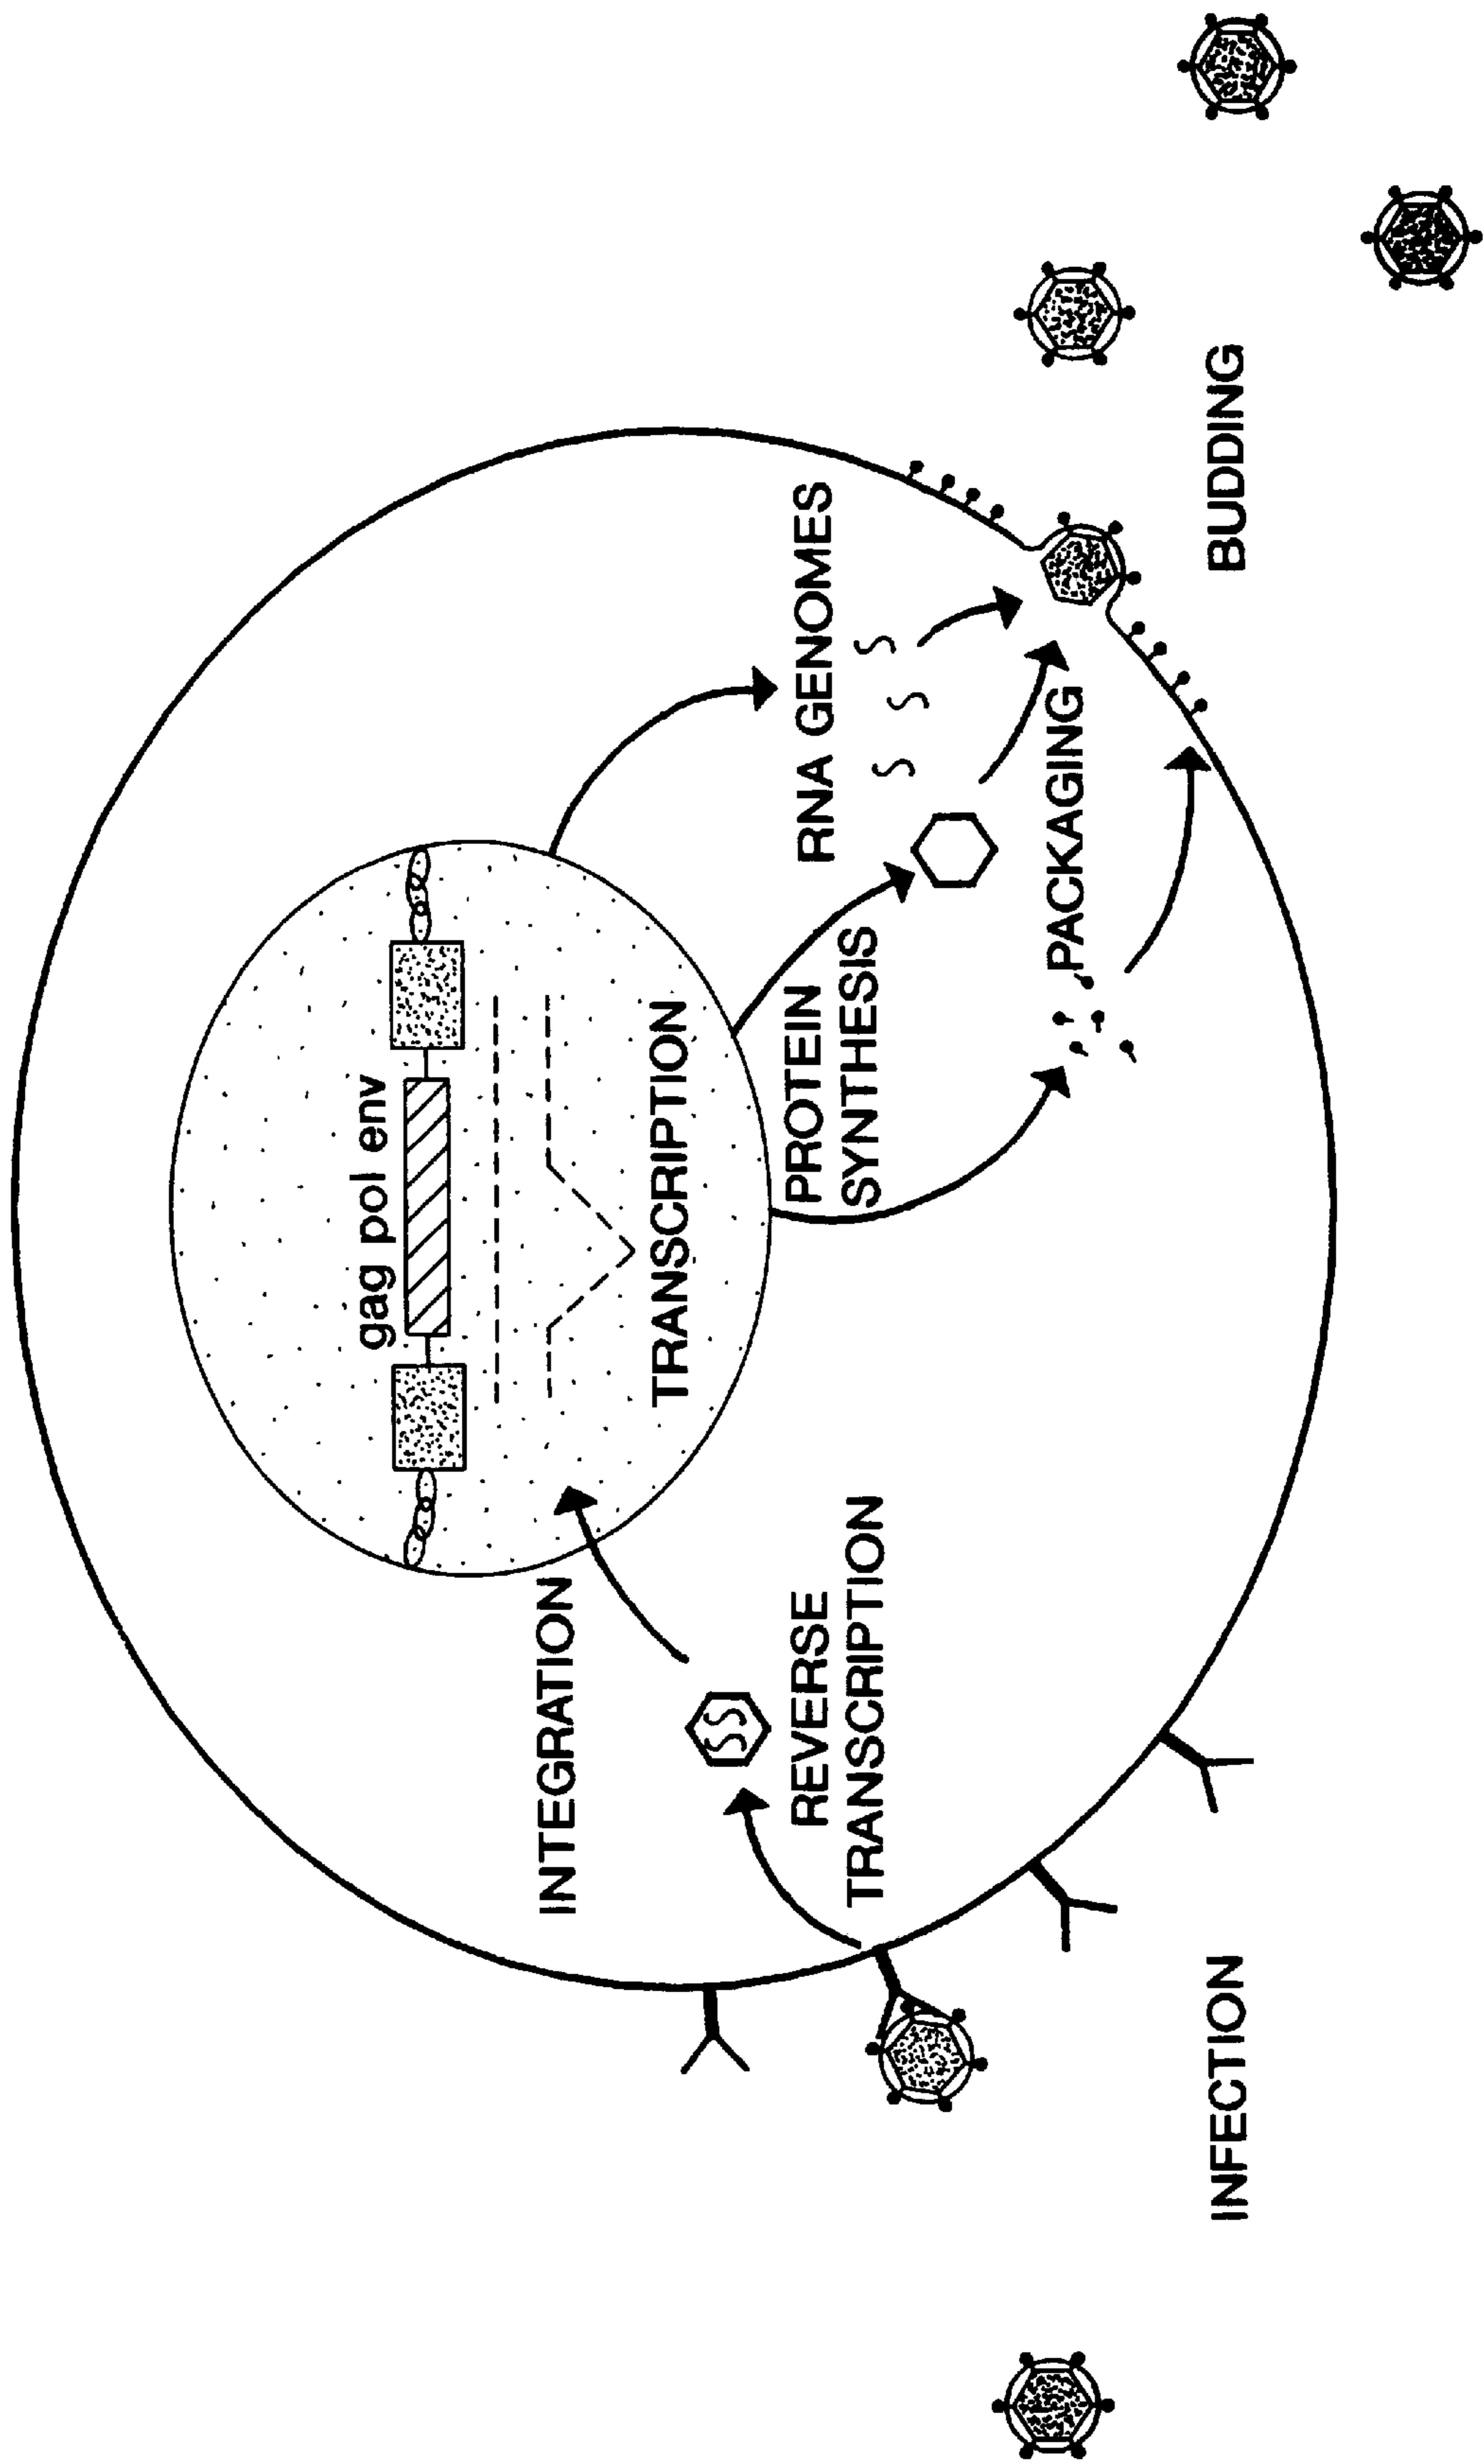 gag pol env
TRANSCRIPTION
INTEGRATION
REVERSE
TRANSCRIPTION
PROTEIN
SYNTHESIS
RNA GENOMES
PACKAGING
INFECTION
BUDDING